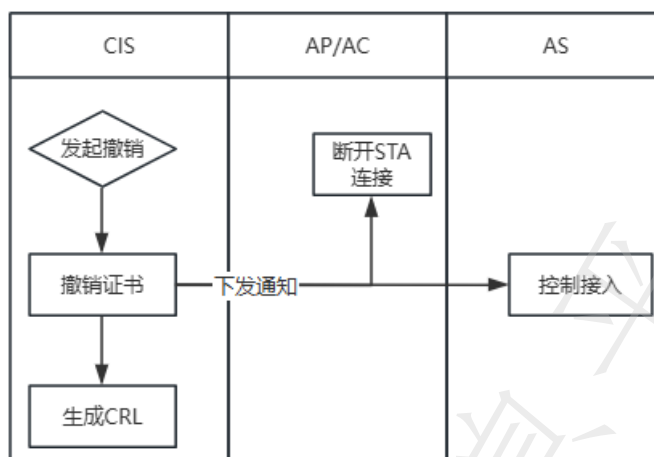 CIS
AP/AC
AS
发起撤销
断开STA
连接
撤销证书
下发通知
控制接入
生成CRL